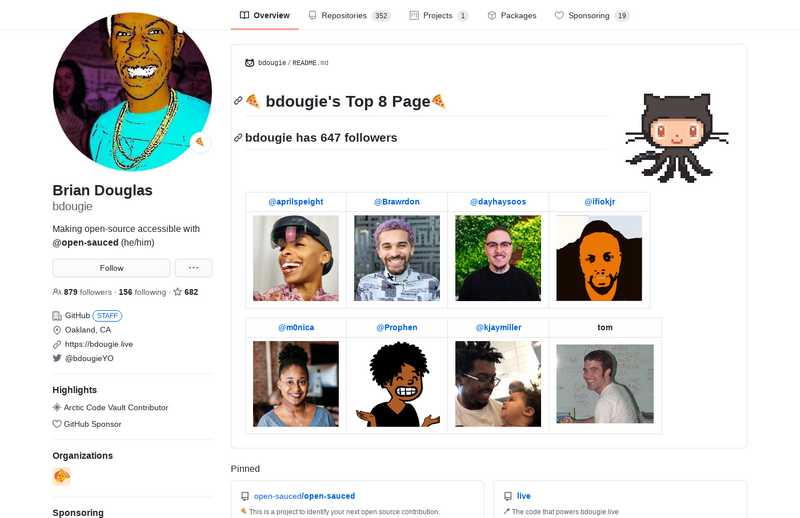 Overview
Repositories 352
Projects 1
Packages
Sponsoring 19
bdougie / README.md
🍕 bdougie's Top 8 Page🍕
bdougie has 647 followers
@aprilspeight @Brawrdon @dayhaysoos @ifiokjr
@m0nica @Prophen @kjaymiller tom
Brian Douglas
bdougie
Making open-source accessible with
@open-sauced (he/him)
Follow ...
879 followers · 156 following · 682
GitHub STAFF
Oakland, CA
https://bdougie.live
@bdougieYO
Highlights
Arctic Code Vault Contributor
GitHub Sponsor
Organizations
Sponsoring
Pinned
open-sauced/open-sauced
🍕 This is a project to identify your next open source contribution.
live
The code that powers bdougie.live